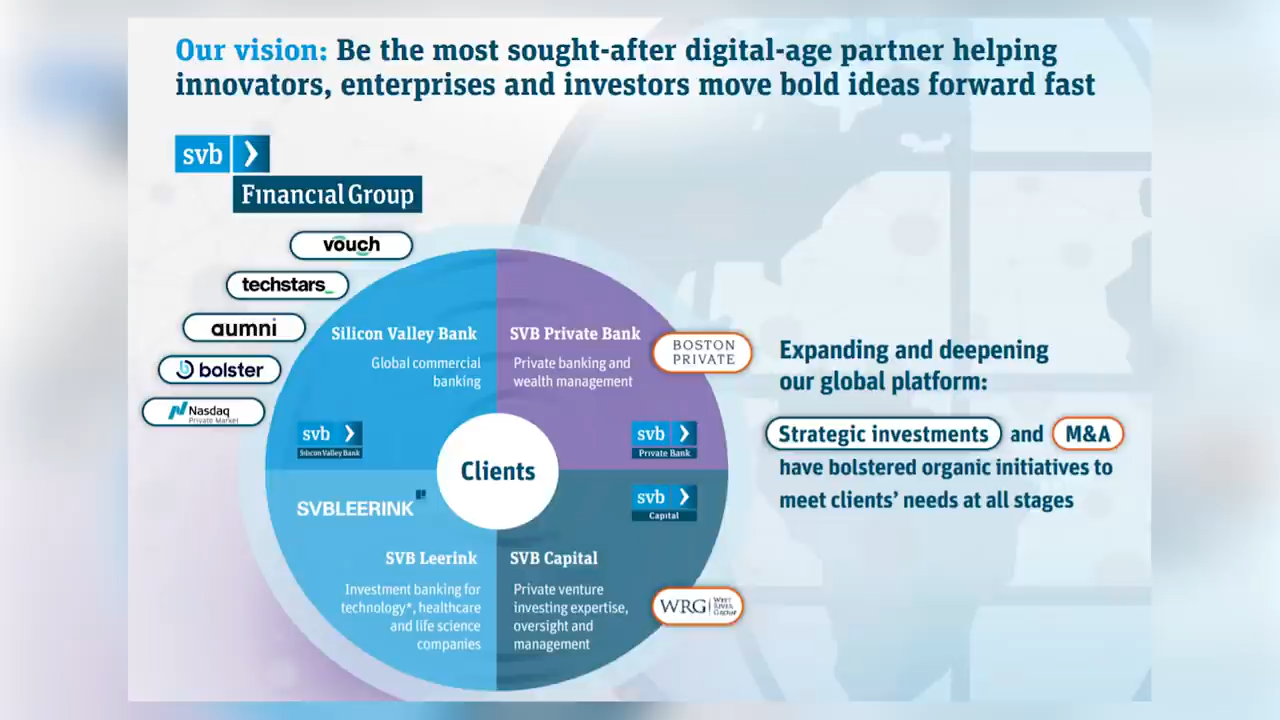 Our vision: Be the most sought-after digital-age partner helping
innovators, enterprises and investors move bold ideas forward fast
svb
Financial Group
vouch
techstars_
aumni
bolster
Nasdaq
Private Market
Silicon Valley Bank
Global commercial
banking
svb
Silicon Valley Bank
SVB Private Bank
Private banking and
wealth management
BOSTON
PRIVATE
svb
Private Bank
Clients
SVBLEERINK
SVB Leerink
Investment banking for
technology*, healthcare
and life science
companies
svb
Capital
SVB Capital
Private venture
investing expertise,
oversight and
management
WRG
West
River
Group
Expanding and deepening
our global platform:
Strategic investments and M&A
have bolstered organic initiatives to
meet clients’ needs at all stages